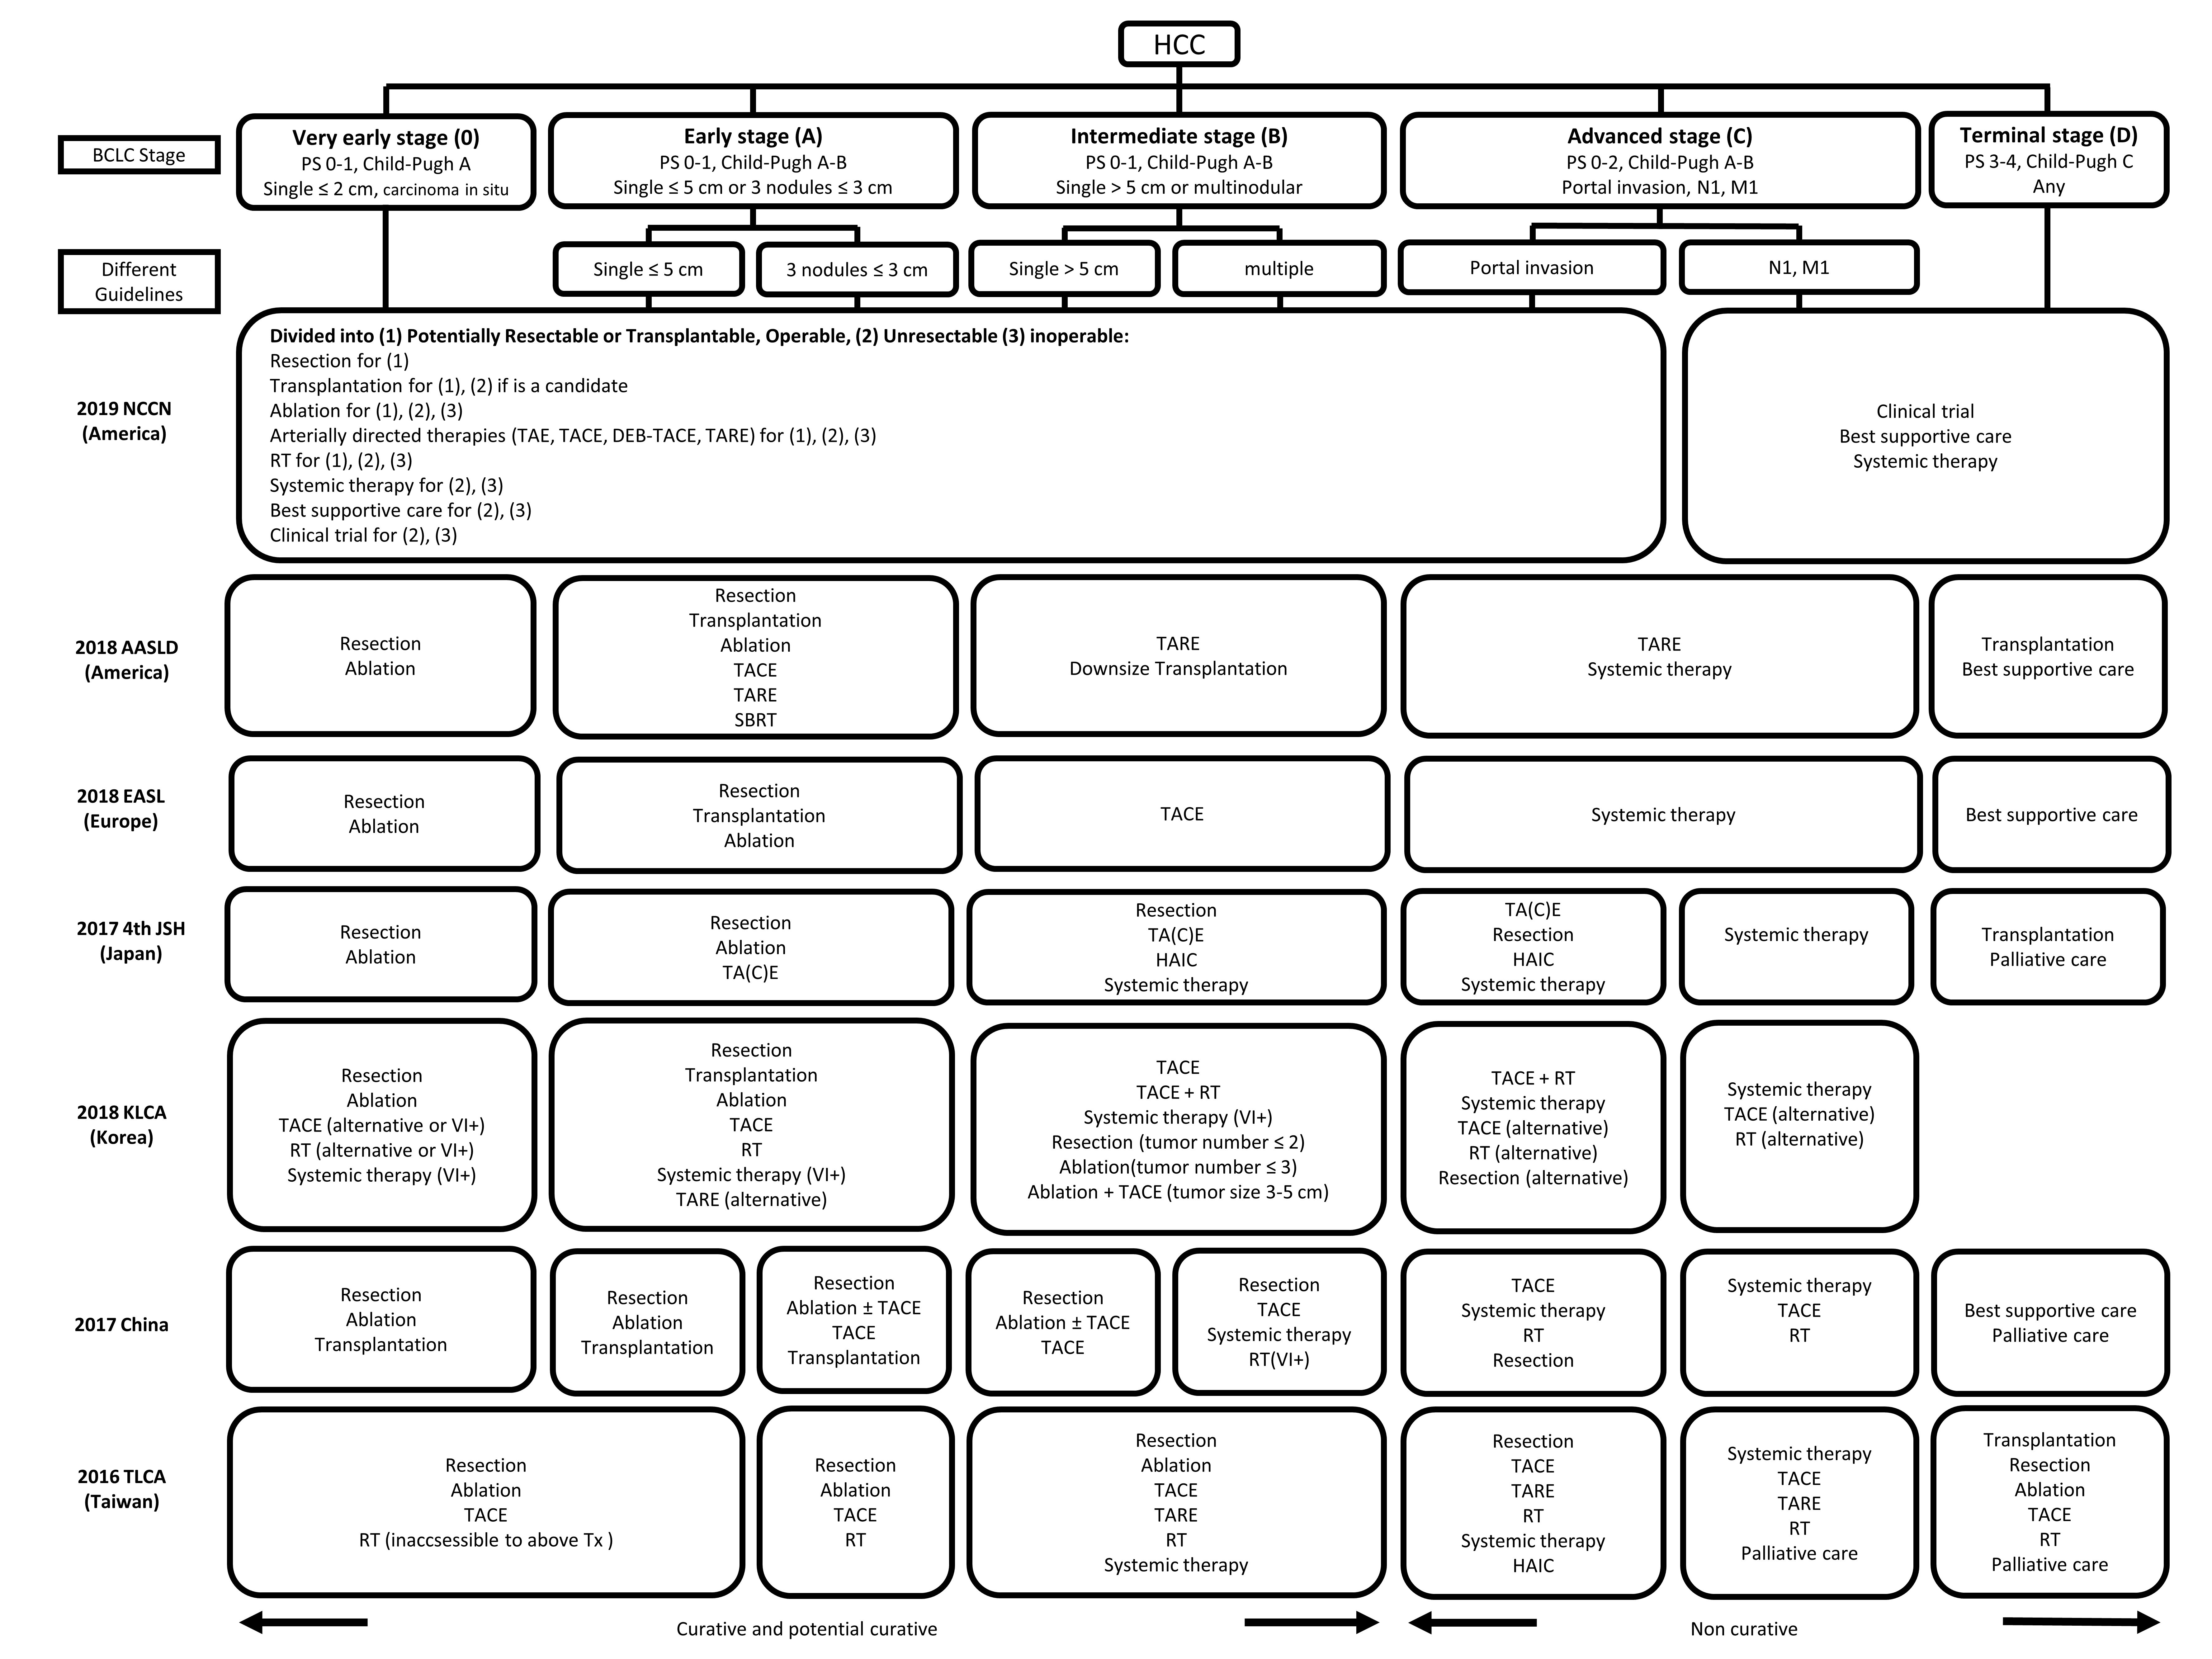 HCC
BCLC Stage
Very early stage (0)
PS 0-1, Child-Pugh A
Single ≤ 2 cm, carcinoma in situ
Early stage (A)
PS 0-1, Child-Pugh A-B
Single ≤ 5 cm or 3 nodules ≤ 3 cm
Intermediate stage (B)
PS 0-1, Child-Pugh A-B
Single > 5 cm or multinodular
Advanced stage (C)
PS 0-2, Child-Pugh A-B
Portal invasion, N1, M1
Terminal stage (D)
PS 3-4, Child-Pugh C
Any
Different
Guidelines
Single ≤ 5 cm
3 nodules ≤ 3 cm
Single > 5 cm
multiple
Portal invasion
N1, M1
2019 NCCN
(America)
Divided into (1) Potentially Resectable or Transplantable, Operable, (2) Unresectable (3) inoperable:
Resection for (1)
Transplantation for (1), (2) if is a candidate
Ablation for (1), (2), (3)
Arterially directed therapies (TAE, TACE, DEB-TACE, TARE) for (1), (2), (3)
RT for (1), (2), (3)
Systemic therapy for (2), (3)
Best supportive care for (2), (3)
Clinical trial for (2), (3)
Clinical trial
Best supportive care
Systemic therapy
2018 AASLD
(America)
Resection
Ablation
Resection
Transplantation
Ablation
TACE
TARE
SBRT
TARE
Downsize Transplantation
TARE
Systemic therapy
Transplantation
Best supportive care
2018 EASL
(Europe)
Resection
Ablation
Resection
Transplantation
Ablation
TACE
Systemic therapy
Best supportive care
2017 4th JSH
(Japan)
Resection
Ablation
Resection
Ablation
TA(C)E
Resection
TA(C)E
HAIC
Systemic therapy
TA(C)E
Resection
HAIC
Systemic therapy
Systemic therapy
Transplantation
Palliative care
2018 KLCA
(Korea)
Resection
Ablation
TACE (alternative or VI+)
RT (alternative or VI+)
Systemic therapy (VI+)
Resection
Transplantation
Ablation
TACE
RT
Systemic therapy (VI+)
TARE (alternative)
TACE
TACE + RT
Systemic therapy (VI+)
Resection (tumor number ≤ 2)
Ablation(tumor number ≤ 3)
Ablation + TACE (tumor size 3-5 cm)
TACE + RT
Systemic therapy
TACE (alternative)
RT (alternative)
Resection (alternative)
Systemic therapy
TACE (alternative)
RT (alternative)
2017 China
Resection
Ablation
Transplantation
Resection
Ablation
Transplantation
Resection
Ablation ± TACE
TACE
Transplantation
Resection
Ablation ± TACE
TACE
Resection
TACE
Systemic therapy
RT(VI+)
TACE
Systemic therapy
RT
Resection
Systemic therapy
TACE
RT
Best supportive care
Palliative care
2016 TLCA
(Taiwan)
Resection
Ablation
TACE
RT (inaccsessible to above Tx )
Resection
Ablation
TACE
RT
Resection
Ablation
TACE
TARE
RT
Systemic therapy
Resection
TACE
TARE
RT
Systemic therapy
HAIC
Systemic therapy
TACE
TARE
RT
Palliative care
Transplantation
Resection
Ablation
TACE
RT
Palliative care
Curative and potential curative
Non curative